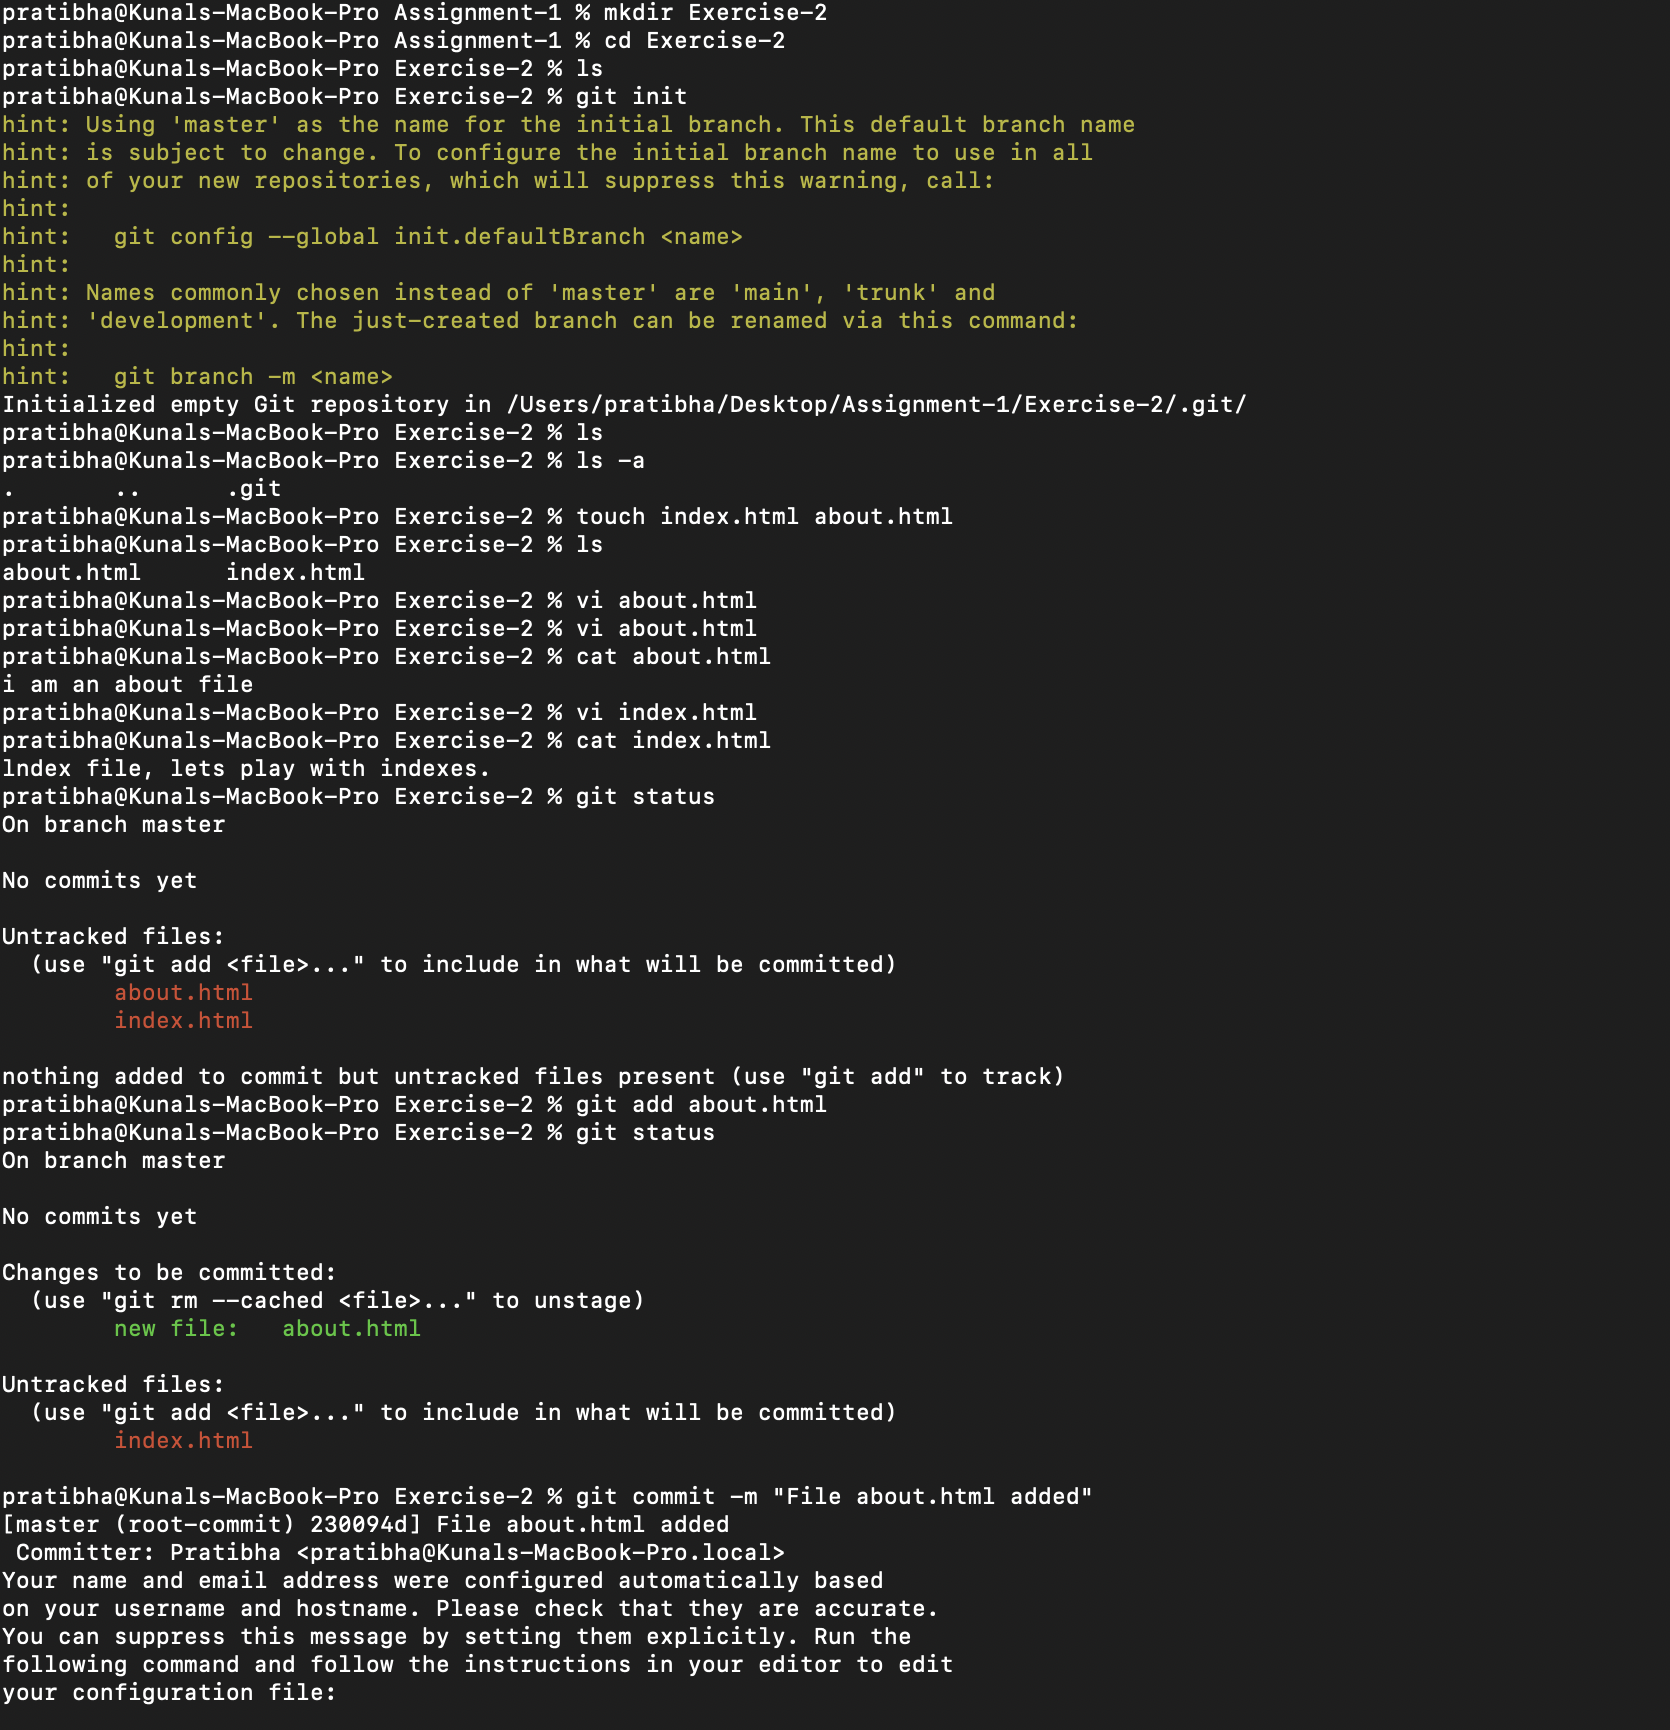 pratibha@Kunals-MacBook-Pro Assignment-1 % mkdir Exercise-2
pratibha@Kunals-MacBook-Pro Assignment-1 % cd Exercise-2
pratibha@Kunals-MacBook-Pro Exercise-2 % ls
pratibha@Kunals-MacBook-Pro Exercise-2 % git init
hint: Using 'master' as the name for the initial branch. This default branch name
hint: is subject to change. To configure the initial branch name to use in all
hint: of your new repositories, which will suppress this warning, call:
hint:
hint:   git config --global init.defaultBranch <name>
hint:
hint: Names commonly chosen instead of 'master' are 'main', 'trunk' and
hint: 'development'. The just-created branch can be renamed via this command:
hint:
hint:   git branch -m <name>
Initialized empty Git repository in /Users/pratibha/Desktop/Assignment-1/Exercise-2/.git/
pratibha@Kunals-MacBook-Pro Exercise-2 % ls
pratibha@Kunals-MacBook-Pro Exercise-2 % ls -a
.       ..      .git
pratibha@Kunals-MacBook-Pro Exercise-2 % touch index.html about.html
pratibha@Kunals-MacBook-Pro Exercise-2 % ls
about.html      index.html
pratibha@Kunals-MacBook-Pro Exercise-2 % vi about.html
pratibha@Kunals-MacBook-Pro Exercise-2 % vi about.html
pratibha@Kunals-MacBook-Pro Exercise-2 % cat about.html
i am an about file
pratibha@Kunals-MacBook-Pro Exercise-2 % vi index.html
pratibha@Kunals-MacBook-Pro Exercise-2 % cat index.html
lndex file, lets play with indexes.
pratibha@Kunals-MacBook-Pro Exercise-2 % git status
On branch master

No commits yet

Untracked files:
  (use "git add <file>..." to include in what will be committed)
        about.html
        index.html

nothing added to commit but untracked files present (use "git add" to track)
pratibha@Kunals-MacBook-Pro Exercise-2 % git add about.html
pratibha@Kunals-MacBook-Pro Exercise-2 % git status
On branch master

No commits yet

Changes to be committed:
  (use "git rm --cached <file>..." to unstage)
        new file:   about.html

Untracked files:
  (use "git add <file>..." to include in what will be committed)
        index.html

pratibha@Kunals-MacBook-Pro Exercise-2 % git commit -m "File about.html added"
[master (root-commit) 230094d] File about.html added
 Committer: Pratibha <pratibha@Kunals-MacBook-Pro.local>
Your name and email address were configured automatically based
on your username and hostname. Please check that they are accurate.
You can suppress this message by setting them explicitly. Run the
following command and follow the instructions in your editor to edit
your configuration file: